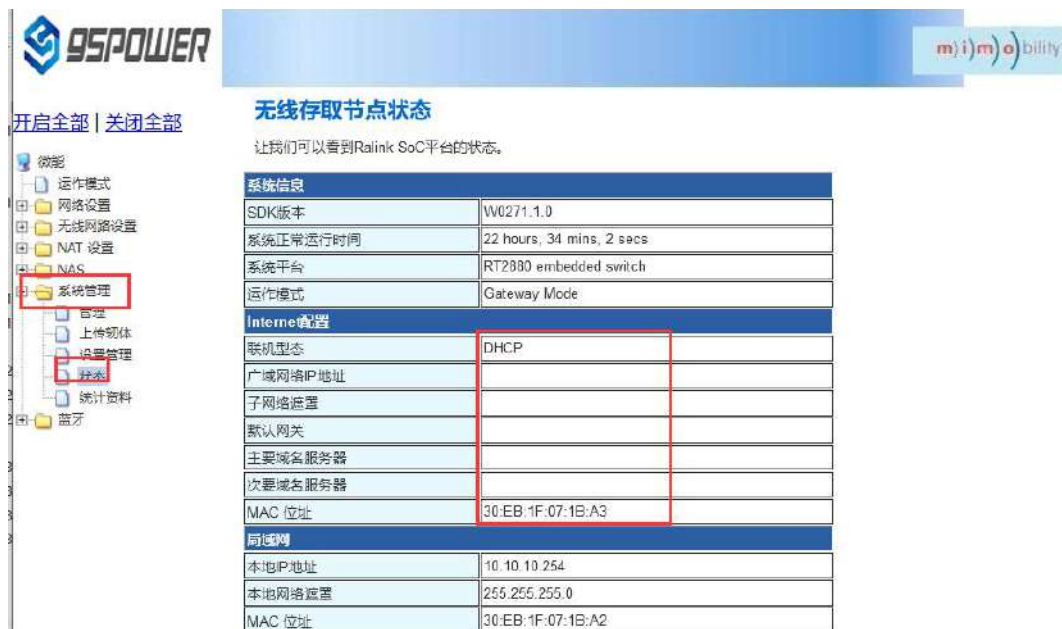 95POWER
m)i)m)o)bility
开启全部 | 关闭全部
微能
运作模式
网络设置
无线网路设置
NAT 设置
NAS
系统管理
管理
上传韧体
设置管理
状态
统计资料
蓝牙
无线存取节点状态
让我们可以看到Ralink SoC平台的状态。
系统信息
SDK版本 W0271.1.0
系统正常运行时间 22 hours, 34 mins, 2 secs
系统平台 RT2880 embedded switch
运作模式 Gateway Mode
Internet配置
联机型态 DHCP
广域网络IP地址
子网络遮罩
默认网关
主要域名服务器
次要域名服务器
MAC 位址 30:EB:1F:07:1B:A3
局域网
本地IP地址 10.10.10.254
本地网络遮罩 255.255.255.0
MAC 位址 30:EB:1F:07:1B:A2